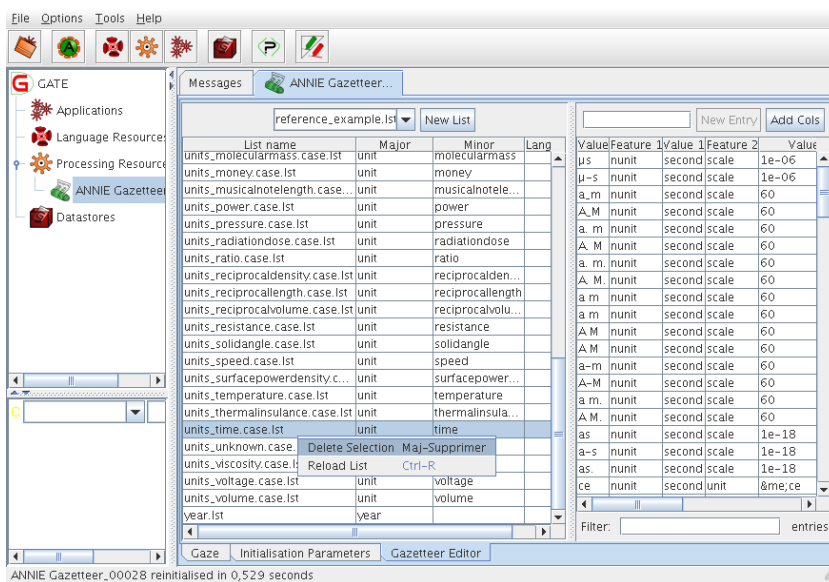 File Options Tools Help
GATE
Applications
Language Resources
Processing Resource
ANNIE Gazetteer
Datastores
C
Messages ANNIE Gazetteer...
reference_example.lst New List
List name Major Minor Lang
units_molecularmass.case.lst unit molecularmass
units_money.case.lst unit money
units_musicalnotelength.case... unit musicalnotele...
units_power.case.lst unit power
units_pressure.case.lst unit pressure
units_radiationdose.case.lst unit radiationdose
units_ratio.case.lst unit ratio
units_reciprocaldensity.case.lst unit reciprocalden...
units_reciprocallength.case.lst unit reciprocallength
units_reciprocalvolume.case.lst unit reciprocalvolu...
units_resistance.case.lst unit resistance
units_solidangle.case.lst unit solidangle
units_speed.case.lst unit speed
units_surfacepowerdensity.c... unit surfacepower...
units_temperature.case.lst unit temperature
units_thermalinsulance.case.lst unit thermalinsula...
units_time.case.lst unit time
units_unknown.case.
Delete Selection Maj-Supprimer
units_viscosity.case.l
Reload List Ctrl-R
units_voltage.case.lst unit voltage
units_volume.case.lst unit volume
year.lst year
New Entry Add Cols
Value Feature 1 Value 1 Feature 2 Value
µs nunit second scale 1e-06
µ-s nunit second scale 1e-06
a_m nunit second scale 60
A_M nunit second scale 60
a. m nunit second scale 60
A. M nunit second scale 60
a. m. nunit second scale 60
A. M. nunit second scale 60
a m nunit second scale 60
a m nunit second scale 60
A M nunit second scale 60
A M nunit second scale 60
a-m nunit second scale 60
A-M nunit second scale 60
a m. nunit second scale 60
A M. nunit second scale 60
as nunit second scale 1e-18
a-s nunit second scale 1e-18
as. nunit second scale 1e-18
ce nunit second unit &me;ce
Filter: entries
Gaze Initialisation Parameters Gazetteer Editor
ANNIE Gazetteer_00028 reinitialised in 0,529 seconds